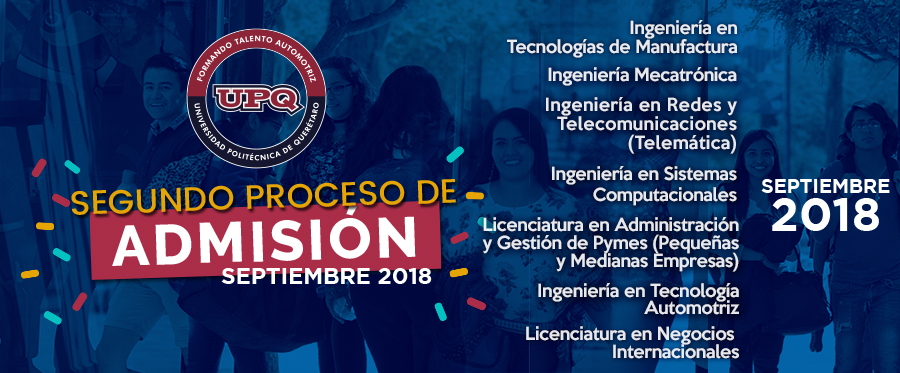 FORMANDO TALENTO AUTOMOTRIZ
UPQ
UNIVERSIDAD POLITÉCNICA DE QUERÉTARO
SEGUNDO PROCESO DE
ADMISIÓN
SEPTIEMBRE 2018
Ingeniería en
Tecnologías de Manufactura
Ingeniería Mecatrónica
Ingeniería en Redes y
Telecomunicaciones
(Telemática)
Ingeniería en Sistemas
Computacionales
Licenciatura en Administración
y Gestión de Pymes (Pequeñas
y Medianas Empresas)
Ingeniería en Tecnología
Automotriz
Licenciatura en Negocios
Internacionales
SEPTIEMBRE
2018